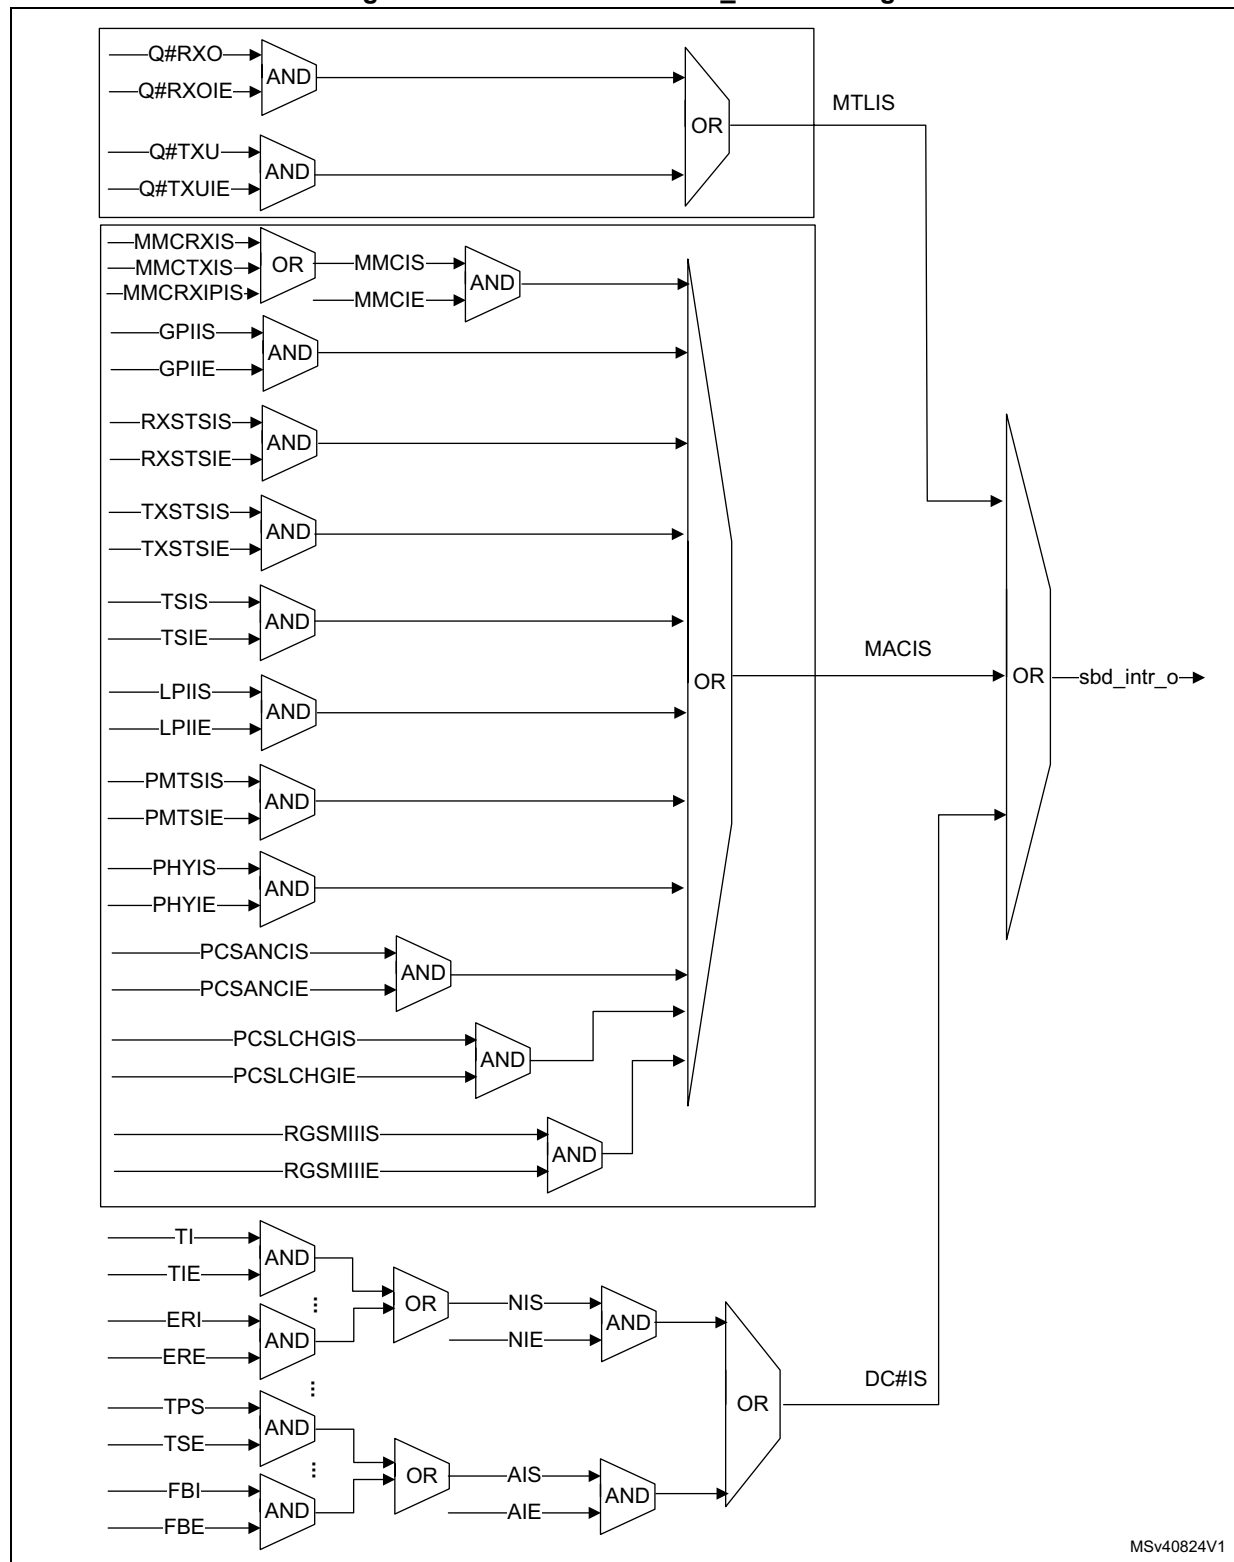 Q#RXO
AND
Q#RXOIE
OR
MTLIS
Q#TXU
AND
Q#TXUIE
MMCRXIS
MMCTXIS
OR
MMCIS
AND
MMCRXIPIS
MMCIE
GPIIS
AND
GPIIE
RXSTSIS
AND
RXSTSIE
TXSTSIS
AND
TXSTSIE
TSIS
AND
TSIE
MACIS
OR
OR
sbd_intr_o
LPIIS
AND
LPIIE
PMTSIS
AND
PMTSIE
PHYIS
AND
PHYIE
PCSANCIS
AND
PCSANCIE
PCSLCHGIS
AND
PCSLCHGIE
RGSMIIIS
AND
RGSMIIIE
TI
AND
TIE
...
OR
NIS
AND
NIE
ERI
AND
ERE
...
DC#IS
OR
TPS
AND
TSE
...
OR
AIS
AND
AIE
FBI
AND
FBE
MSv40824V1